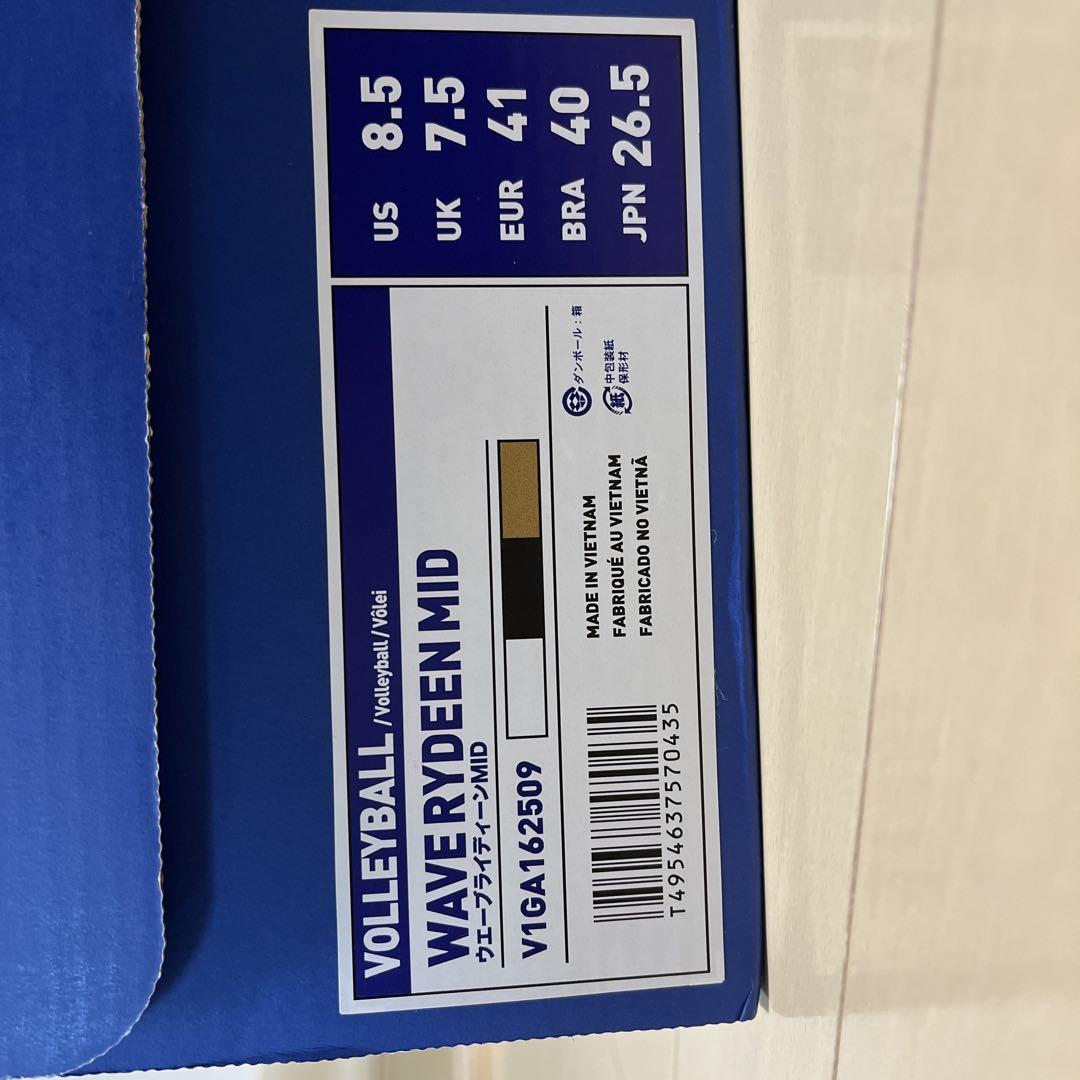 VOLLEYBALL /Volleyball/Vôlei
WAVE RYDEEN MID
ウエーブライディーンMID
V1GA162509
T4954637570435
MADE IN VIETNAM
FABRIQUÉ AU VIETNAM
FABRICADO NO VIETNÃ
ダンボール：箱
紙 中包装紙
保形材
US 8.5
UK 7.5
EUR 41
BRA 40
JPN 26.5